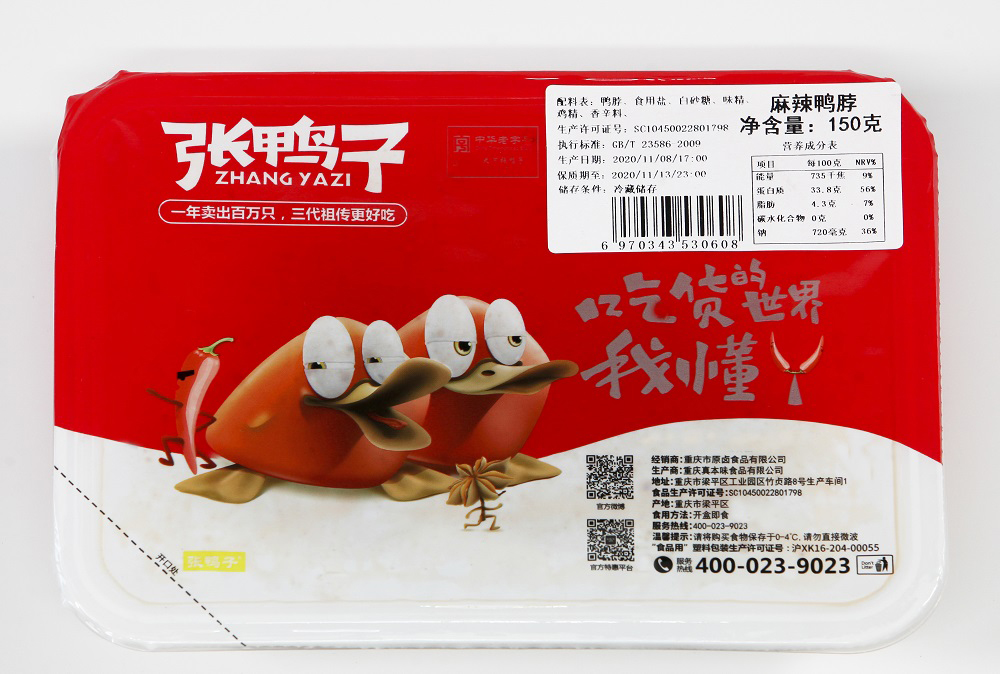 张鸭子
ZHANG YAZI
一年卖出百万只，三代祖传更好吃
中华老字号
配料表：鸭脖、食用盐、白砂糖、味精、
鸡精、香辛料、
生产许可证号：SC10450022801798
执行标准：GB/T 23586-2009
生产日期：2020/11/08/17:00
保质期至：2020/11/13/23:00
储存条件：冷藏储存
6 970343 530608
麻辣鸭脖
净含量：150克
营养成分表
项目 每100克 NRV%
能量 735千焦 9%
蛋白质 33.8克 56%
脂肪 4.3克 7%
碳水化合物 0克 0%
钠 720毫克 36%
吃货的世界
我懂
官方微博
官方特惠平台
经销商：重庆市原卤食品有限公司
生产商：重庆真本味食品有限公司
地址：重庆市梁平区工业园区竹贞路8号生产车间1
食品生产许可证号：SC10450022801798
产地：重庆市梁平区
食用方法：开盒即食
服务热线：400-023-9023
温馨提示：请将购买食物保存于0-4℃，请勿直接微波
"食品用"塑料包装生产许可证号：沪XK16-204-00055
服务热线 400-023-9023
Don't Litter
开口处
张鸭子